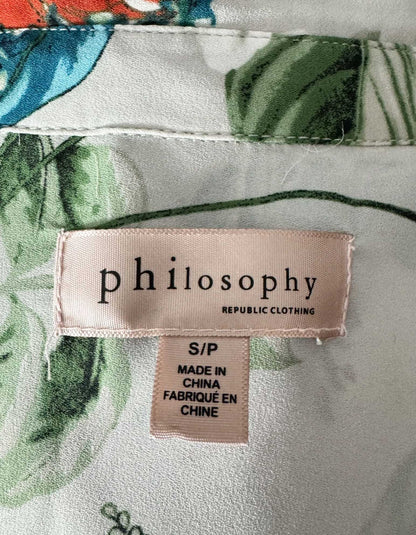 philosophy
REPUBLIC CLOTHING
S/P
MADE IN
CHINA
FABRIQUÉ EN
CHINE